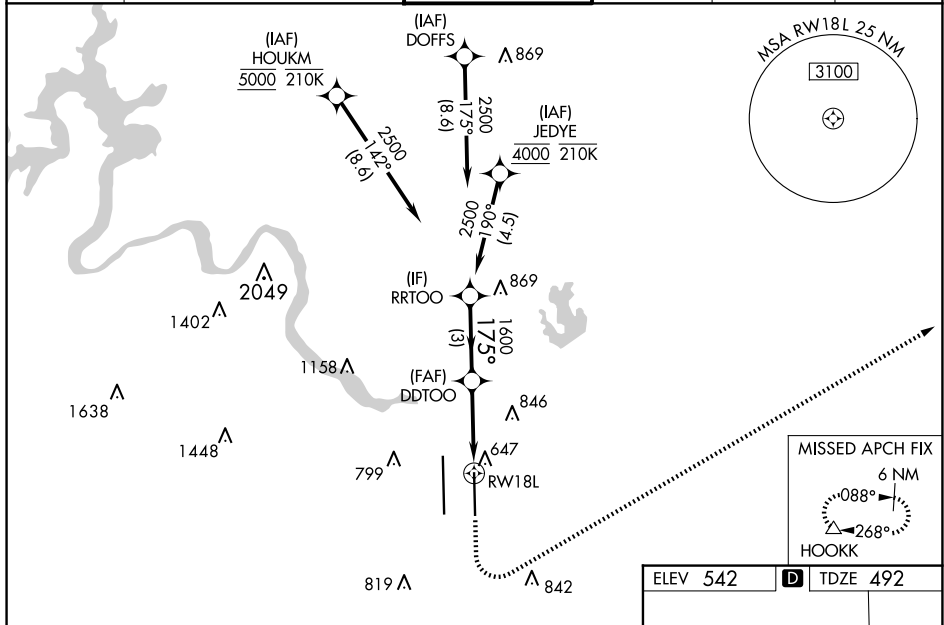 (IAF)
HOUKM
5000 210K
(IAF)
DOFFS
869
MSA RW18L 25 NM
3100
(IAF)
JEDYE
4000 210K
2500
142°
(8.6)
2500
175°
(8.6)
2500
190°
(4.5)
2049
1402
(IF)
RRTOO
869
1600
175°
(3)
1158
(FAF)
DDTOO
1638
846
1448
799
647
RW18L
MISSED APCH FIX
6 NM
088°
268°
HOOKK
819
842
ELEV 542 D TDZE 492